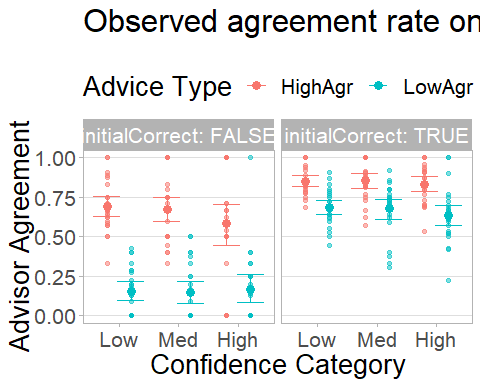 Observed agreement rate on
Advice Type HighAgr LowAgr
initialCorrect: FALSE initialCorrect: TRUE
Advisor Agreement
1.00
0.75
0.50
0.25
0.00
Low Med High Low Med High
Confidence Category